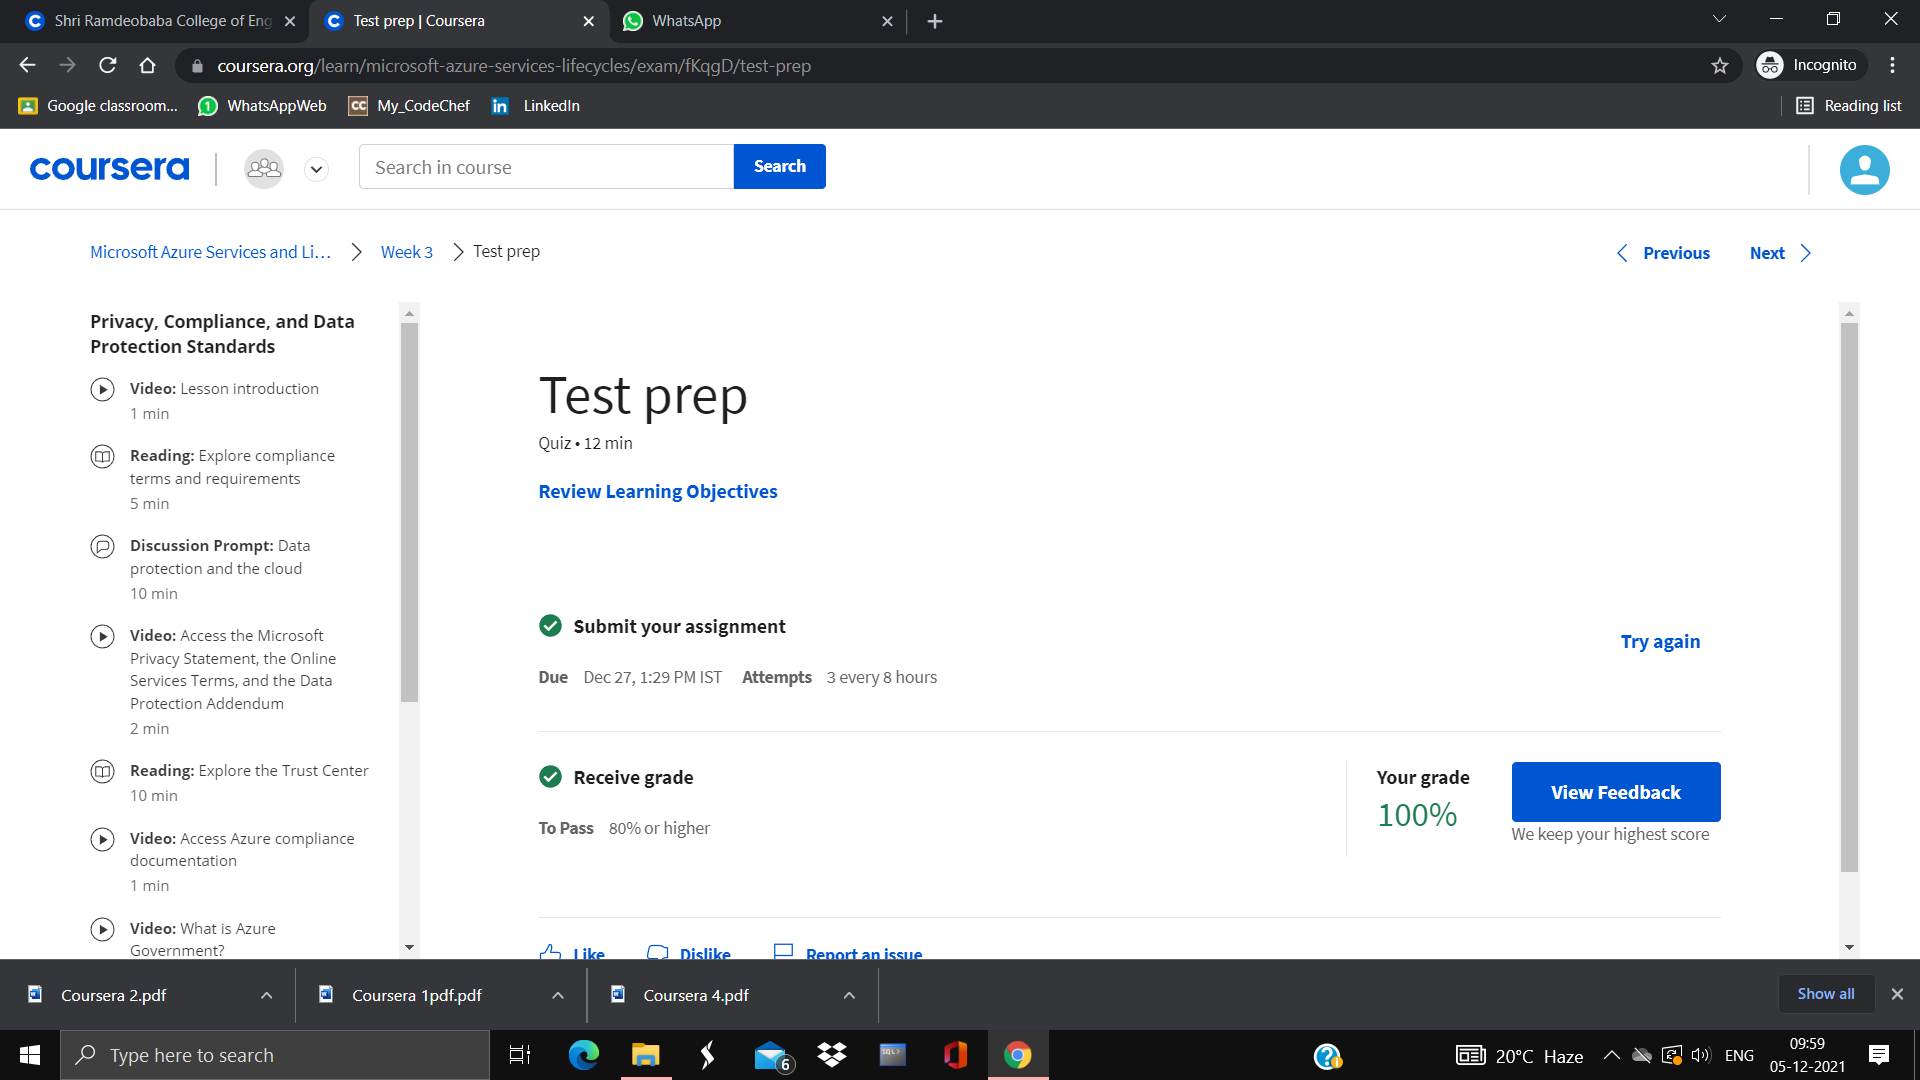 Shri Ramdeobaba College of Eng
Test prep | Coursera
WhatsApp
coursera.org/learn/microsoft-azure-services-lifecycles/exam/fKqgD/test-prep
Incognito
Google classroom...
WhatsAppWeb
CC My_CodeChef
in LinkedIn
Reading list
coursera
Search in course
Search
Microsoft Azure Services and Li...
Week 3
Test prep
Previous
Next
Privacy, Compliance, and Data
Protection Standards
Video: Lesson introduction
1 min
Reading: Explore compliance
terms and requirements
5 min
Discussion Prompt: Data
protection and the cloud
10 min
Video: Access the Microsoft
Privacy Statement, the Online
Services Terms, and the Data
Protection Addendum
2 min
Reading: Explore the Trust Center
10 min
Video: Access Azure compliance
documentation
1 min
Video: What is Azure
Government?
Test prep
Quiz • 12 min
Review Learning Objectives
Submit your assignment
Try again
Due Dec 27, 1:29 PM IST Attempts 3 every 8 hours
Receive grade
To Pass 80% or higher
Your grade
100%
View Feedback
We keep your highest score
Like
Dislike
Report an issue
Coursera 2.pdf
Coursera 1pdf.pdf
Coursera 4.pdf
Show all
Type here to search
6
SQL>
20°C Haze
ENG
09:59
05-12-2021